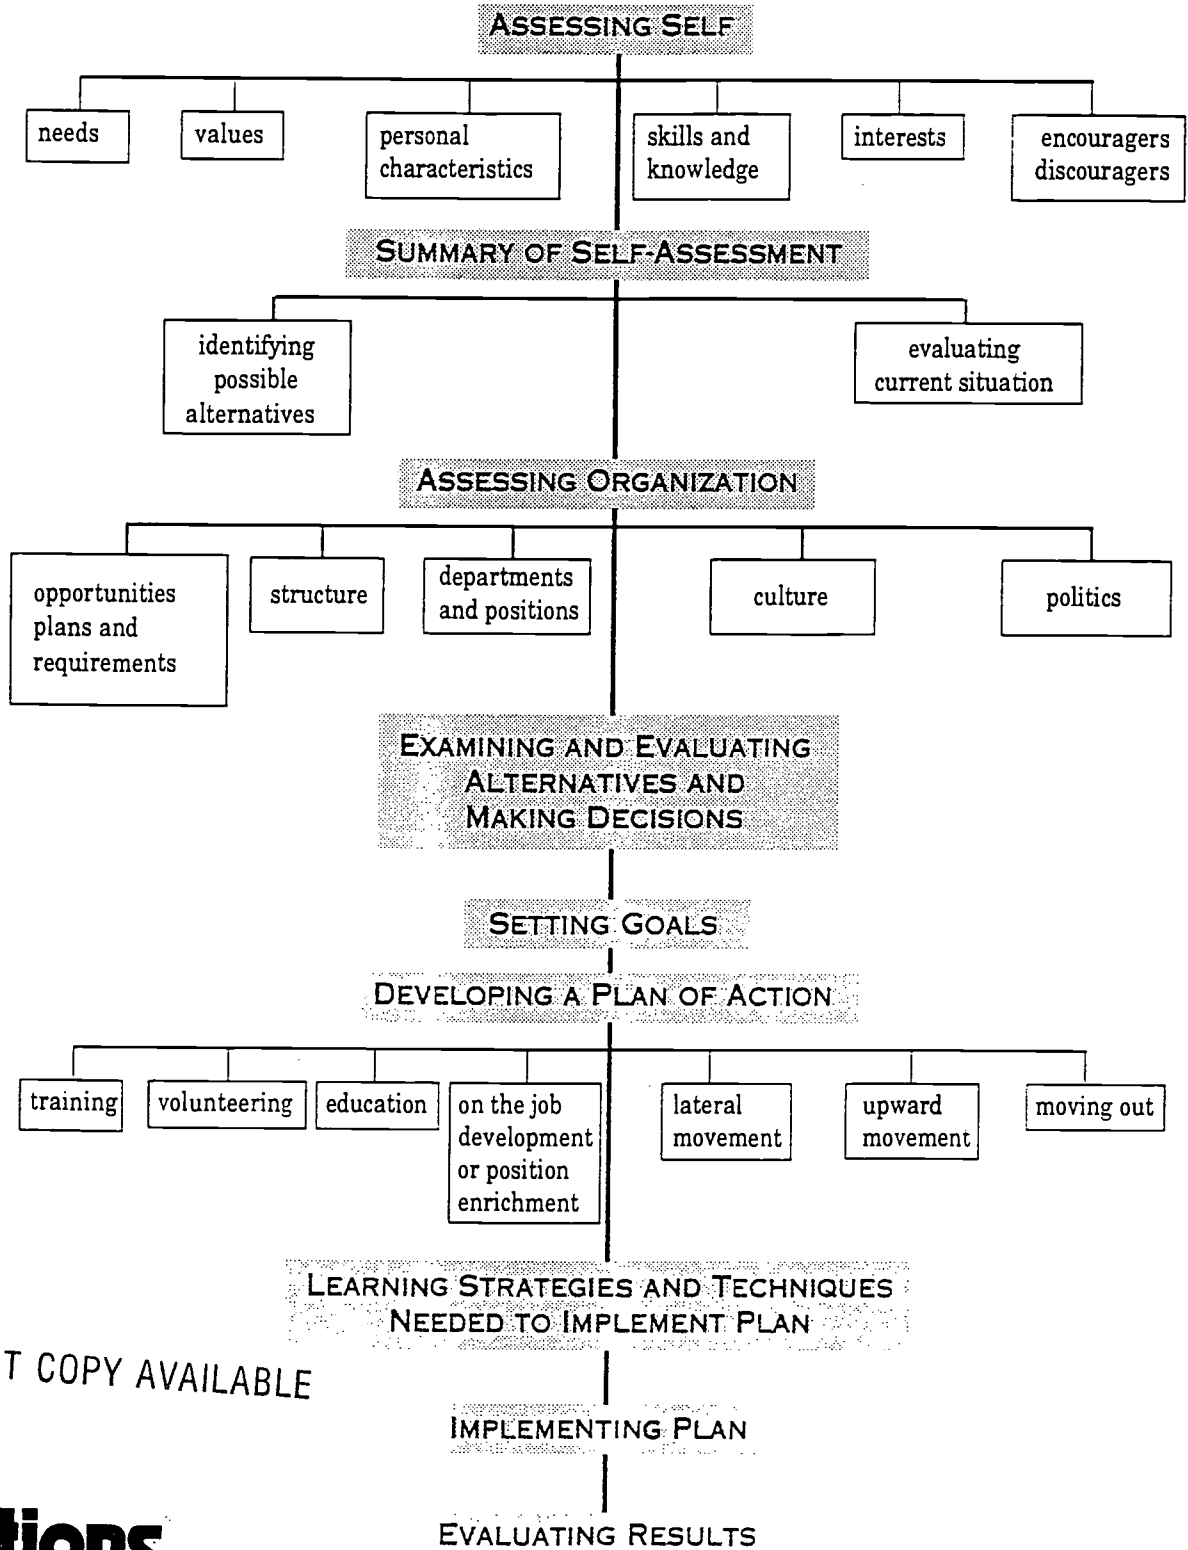 ASSESSING SELF
needs
values
personal
characteristics
skills and
knowledge
interests
encouragers
discouragers
SUMMARY OF SELF-ASSESSMENT
identifying
possible
alternatives
evaluating
current situation
ASSESSING ORGANIZATION
opportunities
plans and
requirements
structure
departments
and positions
culture
politics
EXAMINING AND EVALUATING
ALTERNATIVES AND
MAKING DECISIONS
SETTING GOALS
DEVELOPING A PLAN OF ACTION
training
volunteering
education
on the job
development
or position
enrichment
lateral
movement
upward
movement
moving out
LEARNING STRATEGIES AND TECHNIQUES
NEEDED TO IMPLEMENT PLAN
T COPY AVAILABLE
IMPLEMENTING PLAN
EVALUATING RESULTS